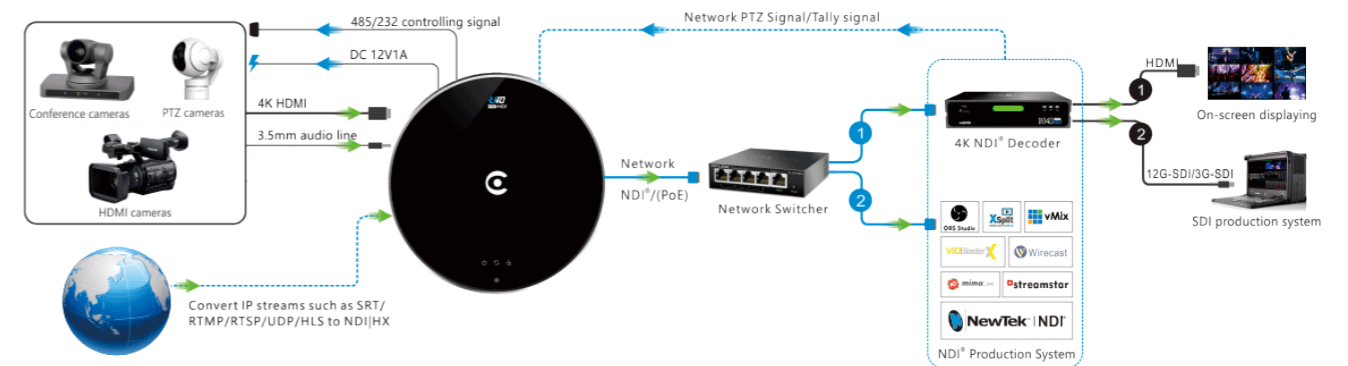 485/232 controlling signal
DC 12V1A
Conference cameras
PTZ cameras
4K HDMI
3.5mm audio line
HDMI cameras
Convert IP streams such as SRT/
RTMP/RTSP/UDP/HLS to NDI|HX
Network PTZ Signal/Tally signal
Network
NDI®/(PoE)
Network Switcher
1
2
4K NDI® Decoder
OBS Studio
XSplit
vMix
VIDBlasterX
Wirecast
mimoLive
streamstar
NewTek | NDI®
NDI® Production System
HDMI
1
On-screen displaying
2
12G-SDI/3G-SDI
SDI production system